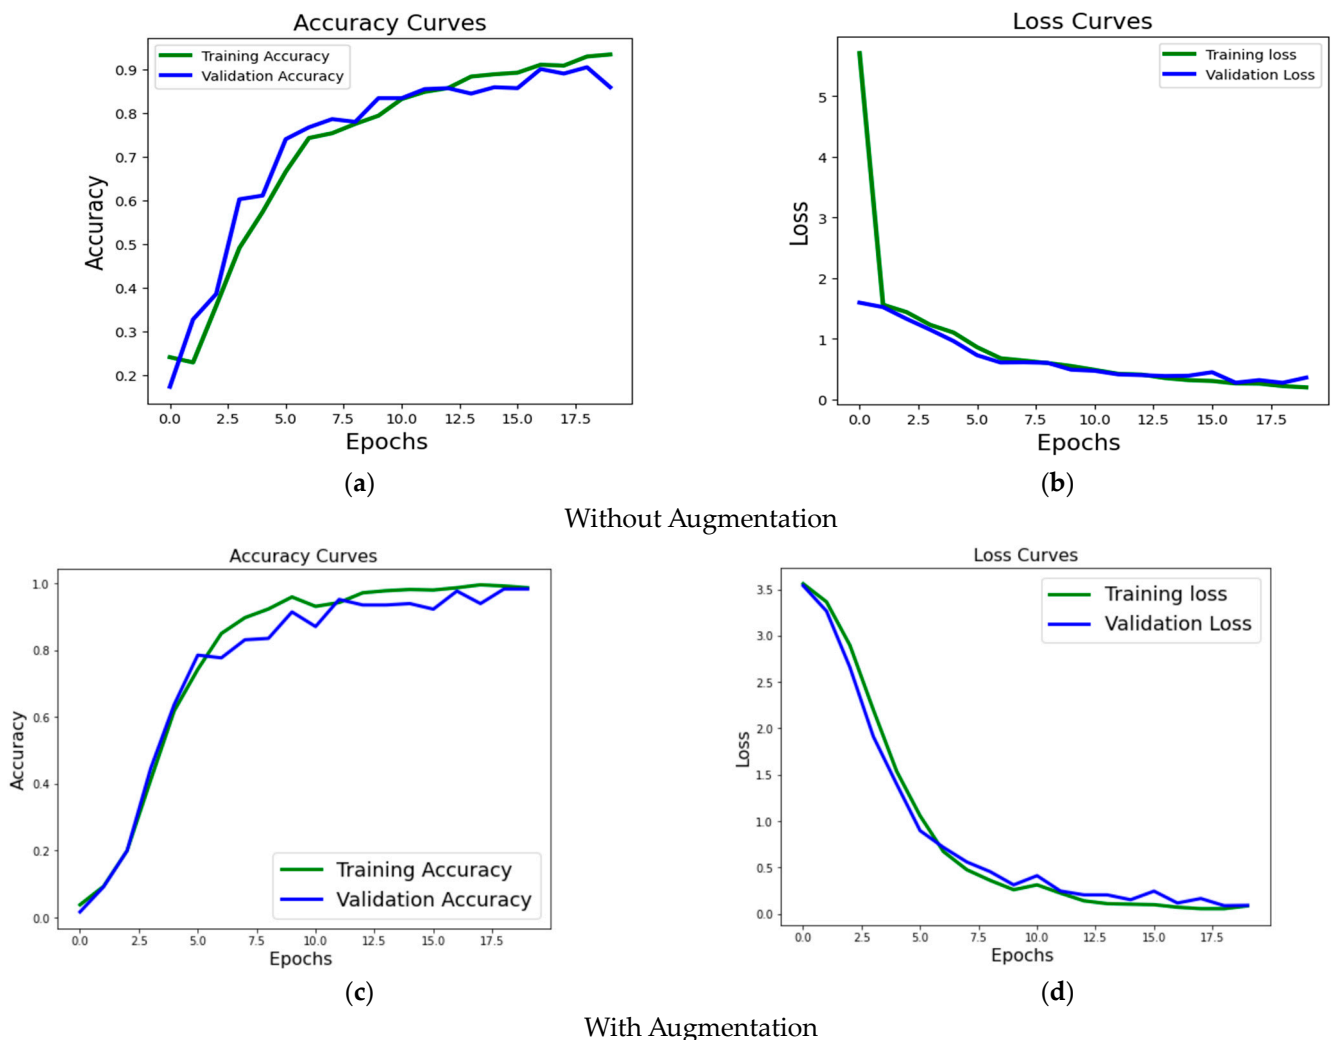 Accuracy Curves
Training Accuracy
Validation Accuracy
0.9
0.8
0.7
0.6
0.5
0.4
0.3
0.2
Accuracy
0.0 2.5 5.0 7.5 10.0 12.5 15.0 17.5
Epochs
(a)
Loss Curves
Training loss
Validation Loss
5
4
3
2
1
0
Loss
0.0 2.5 5.0 7.5 10.0 12.5 15.0 17.5
Epochs
(b)
Without Augmentation
Accuracy Curves
1.0
0.8
0.6
0.4
0.2
0.0
Accuracy
Training Accuracy
Validation Accuracy
0.0 2.5 5.0 7.5 10.0 12.5 15.0 17.5
Epochs
(c)
Loss Curves
Training loss
Validation Loss
3.5
3.0
2.5
2.0
1.5
1.0
0.5
0.0
Loss
0.0 2.5 5.0 7.5 10.0 12.5 15.0 17.5
Epochs
(d)
With Augmentation